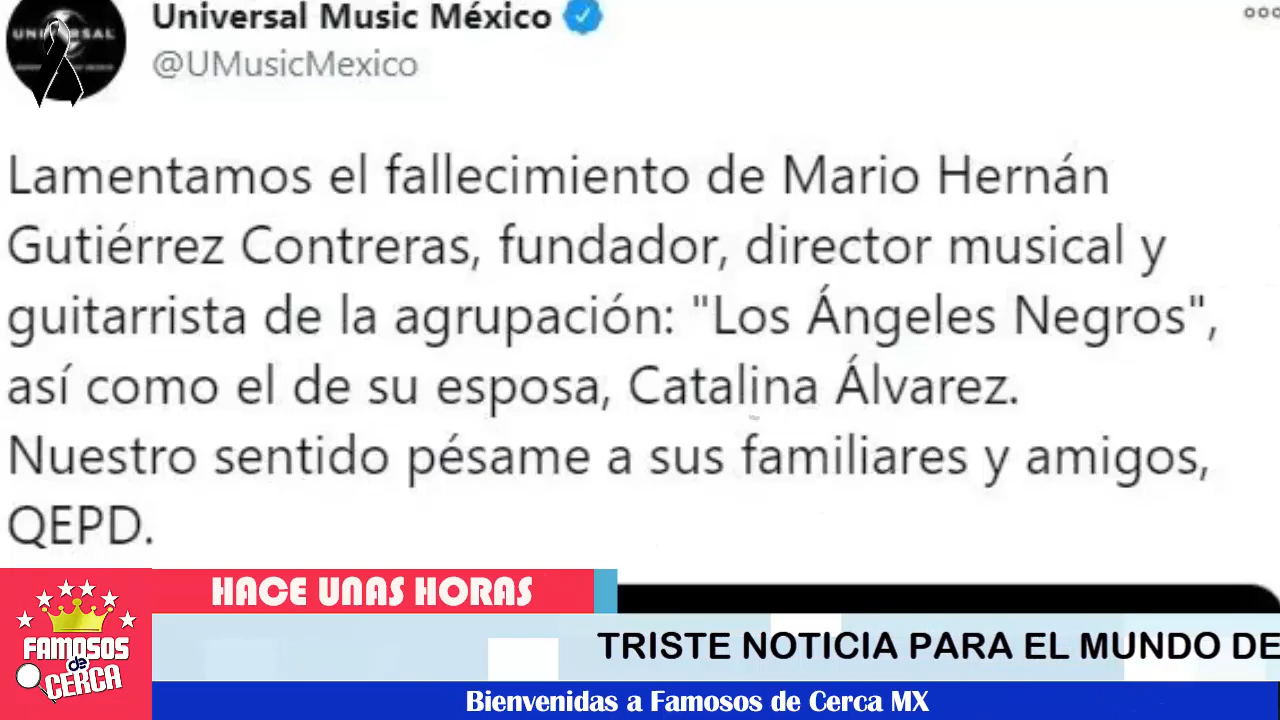 Universal Music México
@UMusicMexico
UNIVERSAL
Lamentamos el fallecimiento de Mario Hernán
Gutiérrez Contreras, fundador, director musical y
guitarrista de la agrupación: "Los Ángeles Negros",
así como el de su esposa, Catalina Álvarez.
Nuestro sentido pésame a sus familiares y amigos,
QEPD.
HACE UNAS HORAS
FAMOSOS
de
CERCA
TRISTE NOTICIA PARA EL MUNDO DE
Bienvenidas a Famosos de Cerca MX